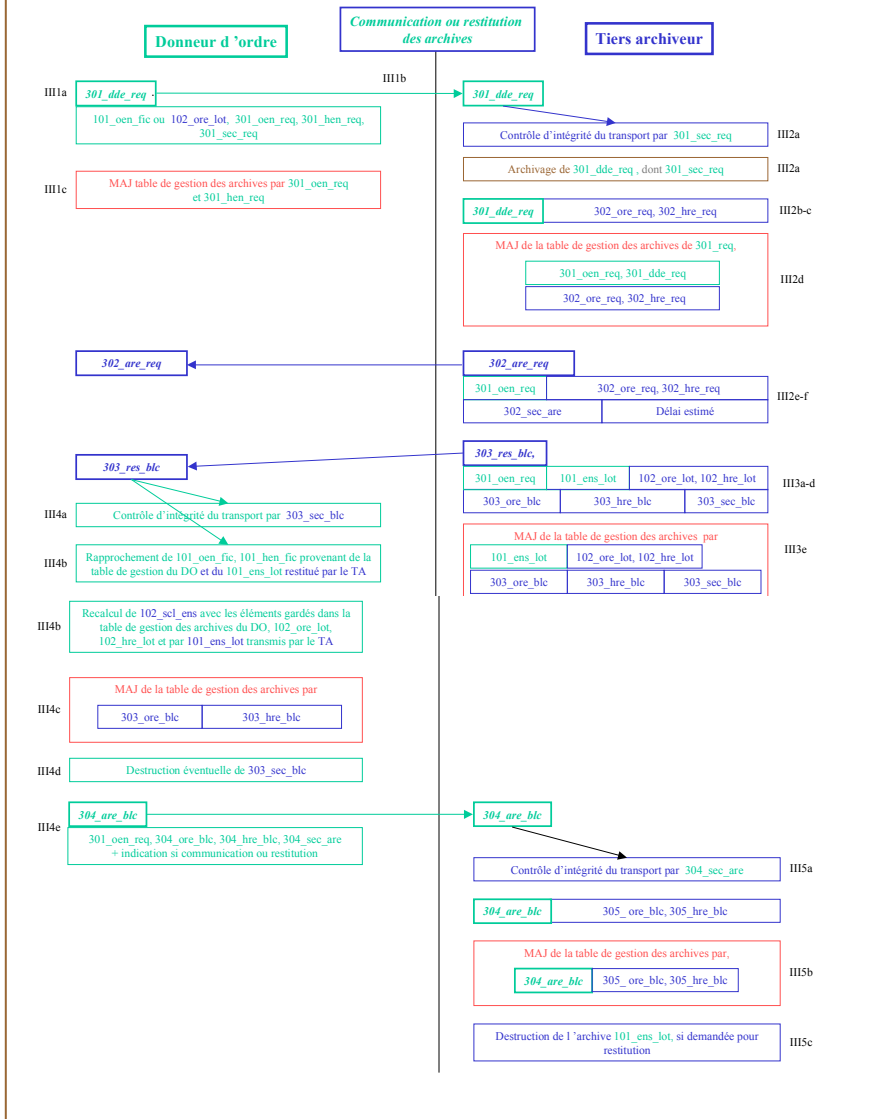 Communication ou restitution
des archives
Donneur d 'ordre
Tiers archiveur
III1a
301_dde_req .
III1b
301_dde_req
101_oen_fic ou 102_ore_lot, 301_oen_req, 301_hen_req,
301_sec_req
Contrôle d'intégrité du transport par 301_sec_req
III2a
III1c
MAJ table de gestion des archives par 301_oen_req
et 301_hen_req
Archivage de 301_dde_req , dont 301_sec_req
III2a
301_dde_req
302_ore_req, 302_hre_req
III2b-c
MAJ de la table de gestion des archives de 301_req,
301_oen_req, 301_dde_req
302_ore_req, 302_hre_req
III2d
302_are_req
302_are_req
301_oen_req
302_ore_req, 302_hre_req
302_sec_are
Délai estimé
III2e-f
303_res_blc
303_res_blc,
301_oen_req
101_ens_lot
102_ore_lot, 102_hre_lot
303_ore_blc
303_hre_blc
303_sec_blc
III3a-d
III4a
Contrôle d'intégrité du transport par 303_sec_blc
III4b
Rapprochement de 101_oen_fic, 101_hen_fic provenant de la
table de gestion du DO et du 101_ens_lot restitué par le TA
MAJ de la table de gestion des archives par
101_ens_lot
102_ore_lot, 102_hre_lot
303_ore_blc
303_hre_blc
303_sec_blc
III3e
III4b
Recalcul de 102_scl_ens avec les éléments gardés dans la
table de gestion des archives du DO, 102_ore_lot,
102_hre_lot et par 101_ens_lot transmis par le TA
III4c
MAJ de la table de gestion des archives par
303_ore_blc
303_hre_blc
III4d
Destruction éventuelle de 303_sec_blc
III4e
304_are_blc
304_are_blc
301_oen_req, 304_ore_blc, 304_hre_blc, 304_sec_are
+ indication si communication ou restitution
Contrôle d'intégrité du transport par 304_sec_are
III5a
304_are_blc
305_ ore_blc, 305_hre_blc
MAJ de la table de gestion des archives par,
304_are_blc
305_ ore_blc, 305_hre_blc
III5b
Destruction de l 'archive 101_ens_lot, si demandée pour
restitution
III5c